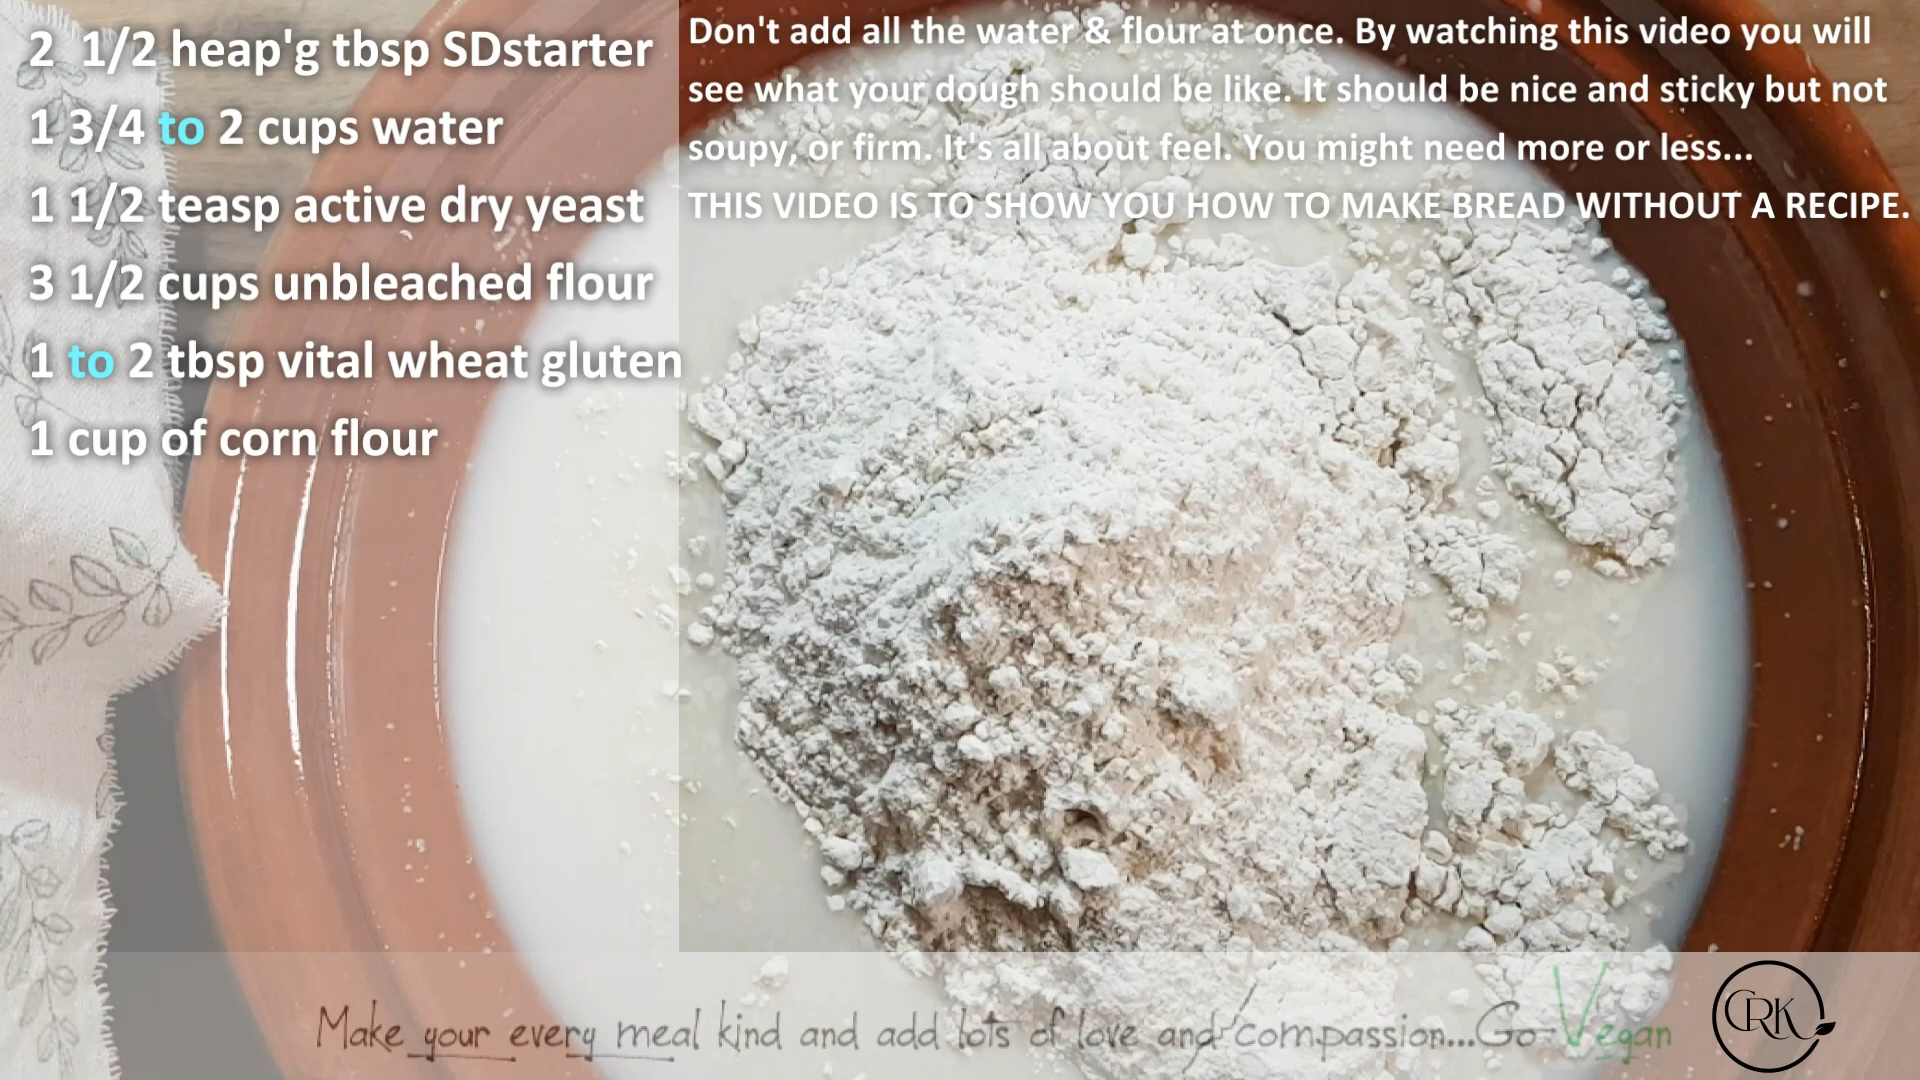 2 1/2 heap'g tbsp SDstarter
1 3/4 to 2 cups water
1 1/2 teasp active dry yeast
3 1/2 cups unbleached flour
1 to 2 tbsp vital wheat gluten
1 cup of corn flour
Don't add all the water & flour at once. By watching this video you will
see what your dough should be like. It should be nice and sticky but not
soupy, or firm. It's all about feel. You might need more or less...
THIS VIDEO IS TO SHOW YOU HOW TO MAKE BREAD WITHOUT A RECIPE.
Make your every meal kind and add lots of love and compassion...Go Vegan
CRK